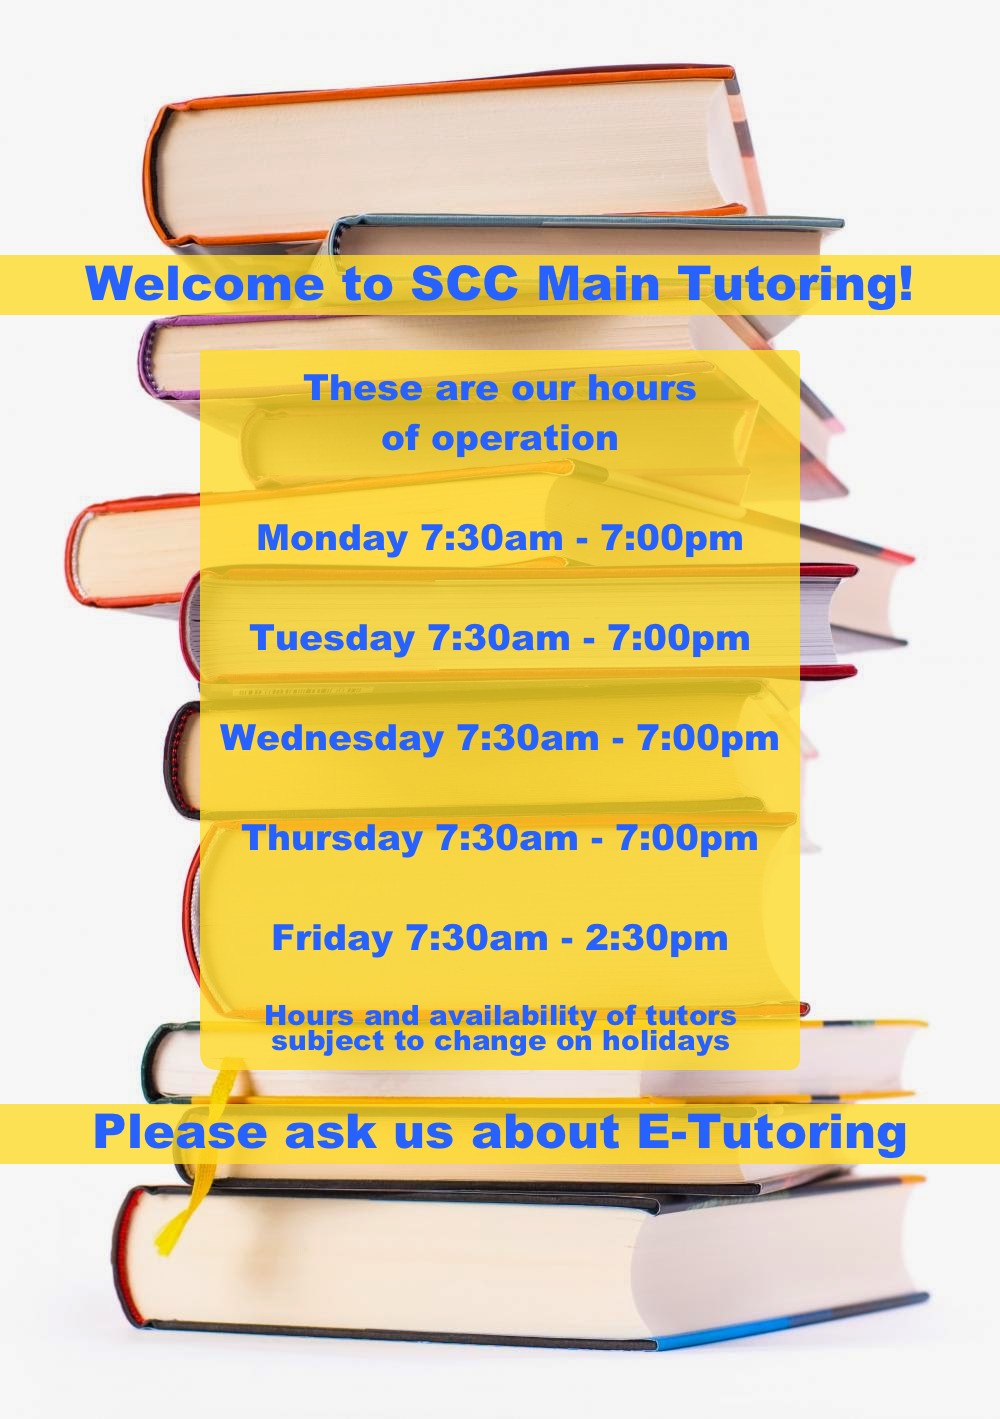 Welcome to SCC Main Tutoring!
These are our hours
of operation
Monday 7:30am - 7:00pm
Tuesday 7:30am - 7:00pm
Wednesday 7:30am - 7:00pm
Thursday 7:30am - 7:00pm
Friday 7:30am - 2:30pm
Hours and availability of tutors
subject to change on holidays
Please ask us about E-Tutoring